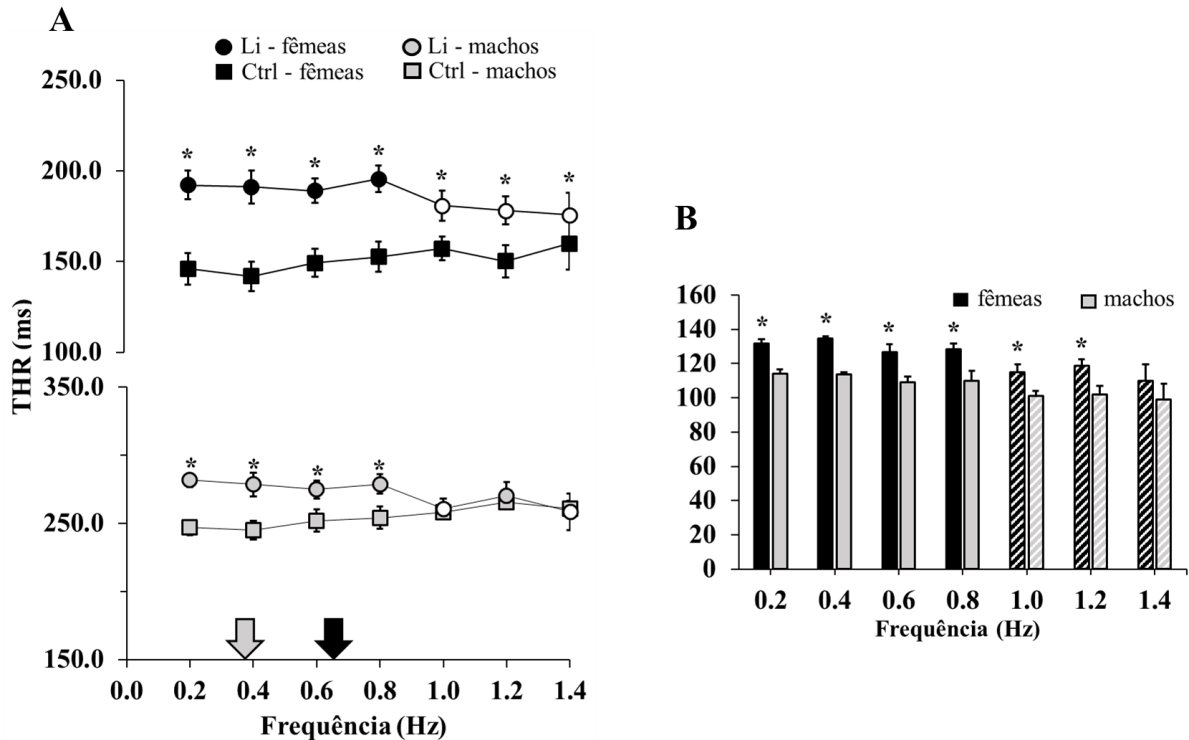 A
Li - fêmeas Li - machos
Ctrl - fêmeas Ctrl - machos
250.0
* * * * * * *
200.0
150.0
100.0
THR (ms)
350.0
* * * *
250.0
150.0
0.0 0.2 0.4 0.6 0.8 1.0 1.2 1.4
Frequência (Hz)
B
fêmeas machos
160
140
120
100
80
60
40
20
0
* * * * * *
0.2 0.4 0.6 0.8 1.0 1.2 1.4
Frequência (Hz)